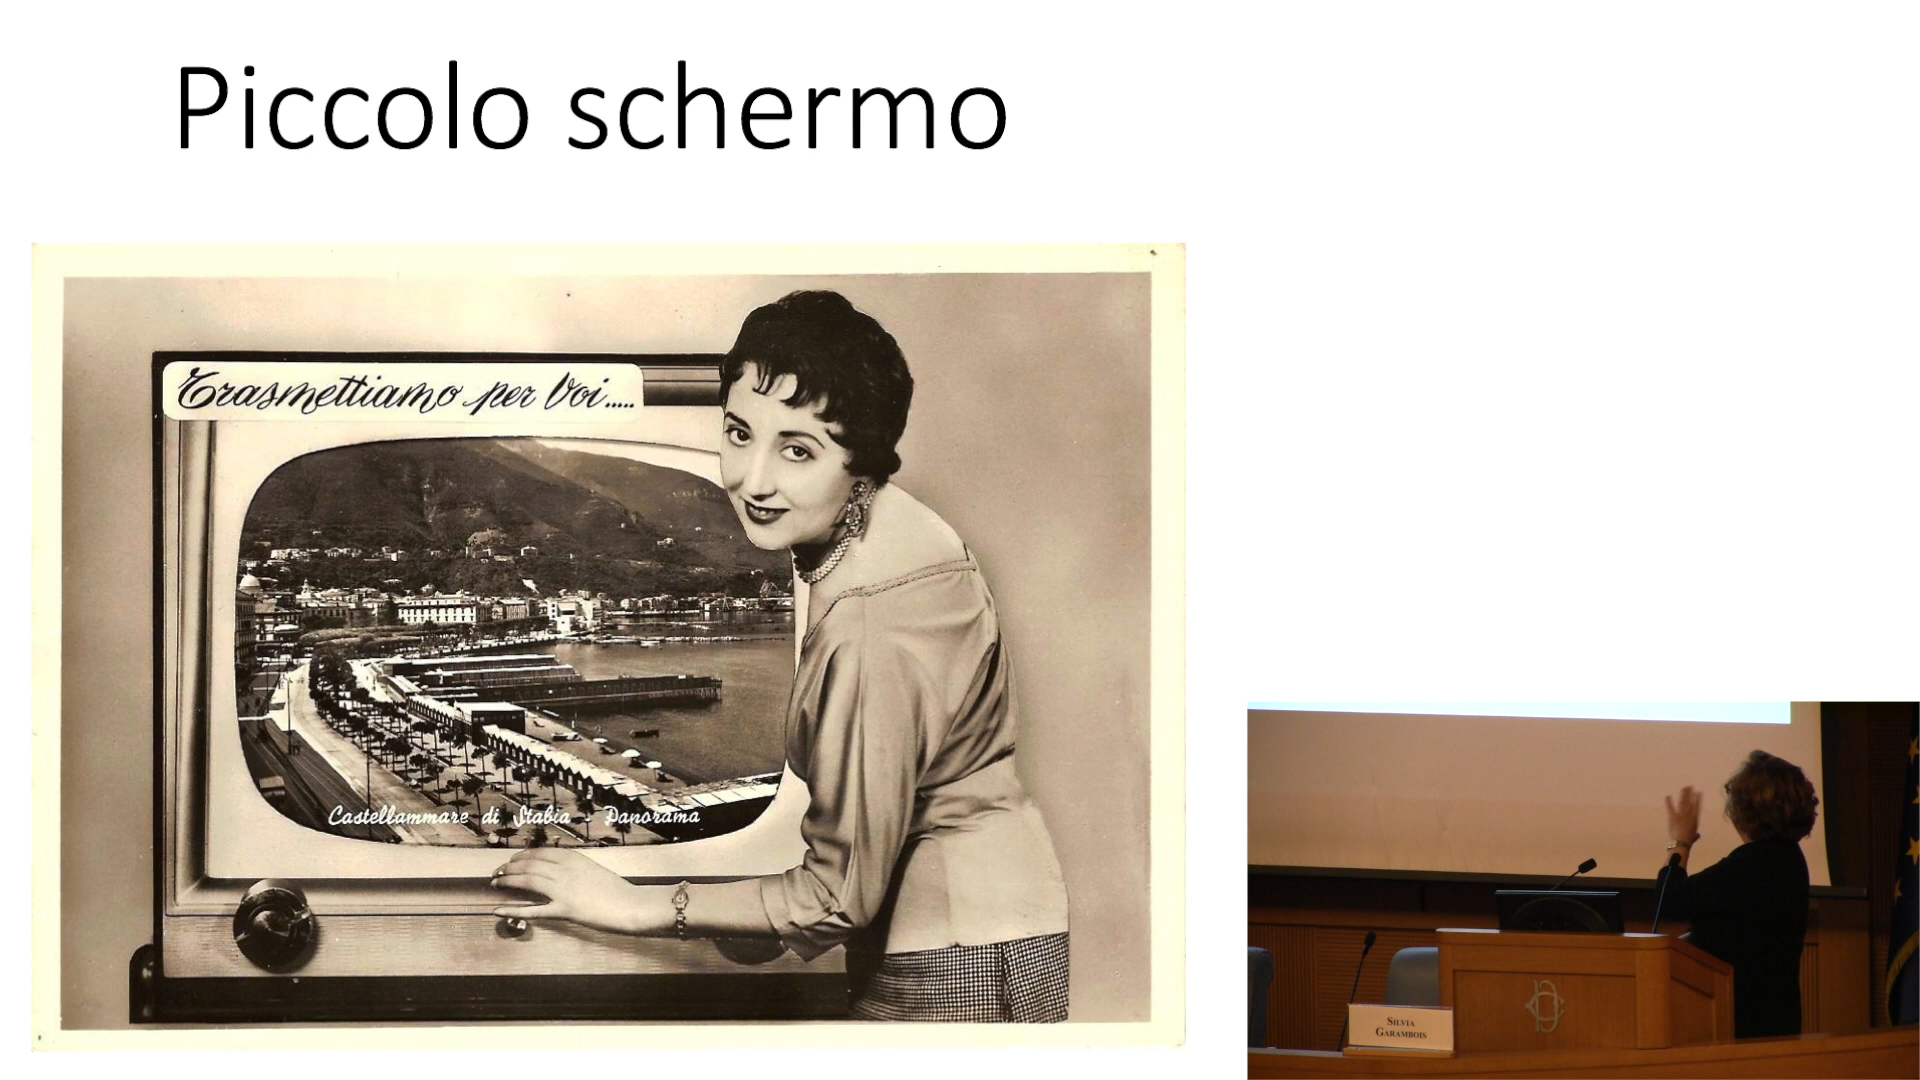 Piccolo schermo
Trasmettiamo per Voi.....
Castellammare di Stabia - Panorama
SILVIA
GARAMBOIS